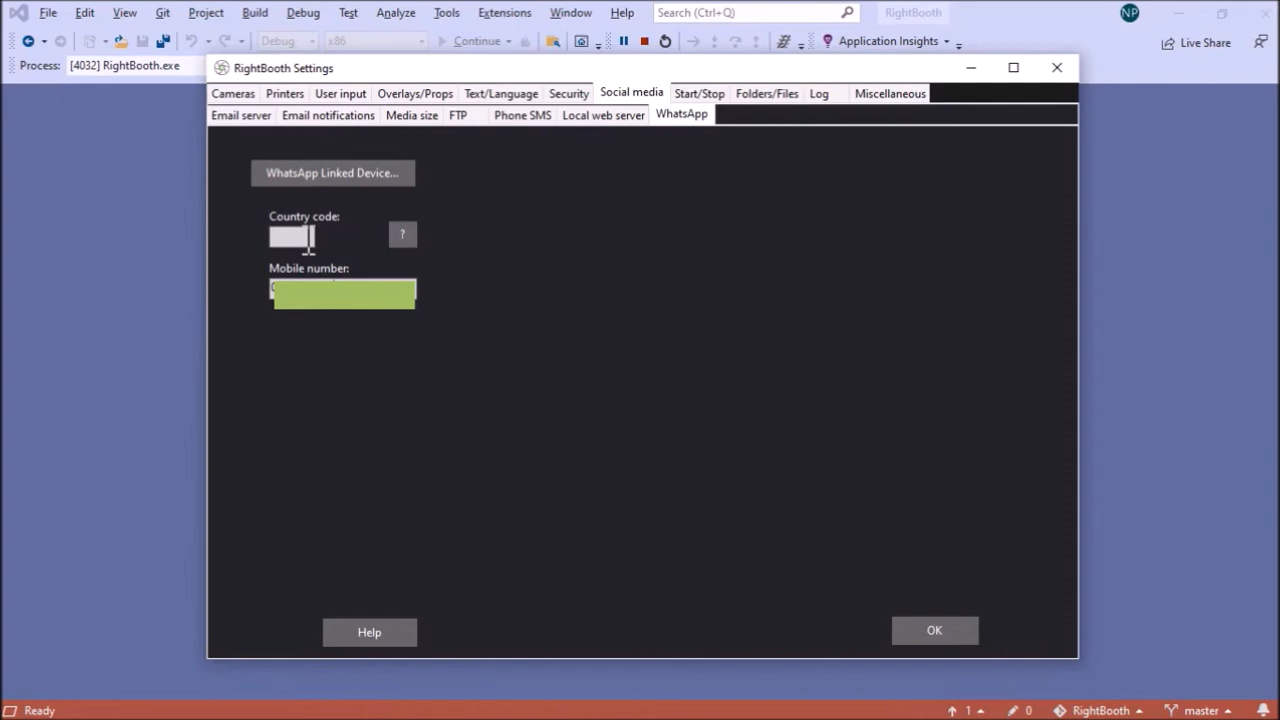 File Edit View Git Project Build Debug Test Analyze Tools Extensions Window Help Search (Ctrl+Q) RightBooth NP
Debug x86 Continue Application Insights Live Share
Process: [4032] RightBooth.exe
RightBooth Settings
Cameras Printers User input Overlays/Props Text/Language Security Social media Start/Stop Folders/Files Log Miscellaneous
Email server Email notifications Media size FTP Phone SMS Local web server WhatsApp
WhatsApp Linked Device...
Country code:
?
Mobile number:
Help OK
Ready 1 0 RightBooth master